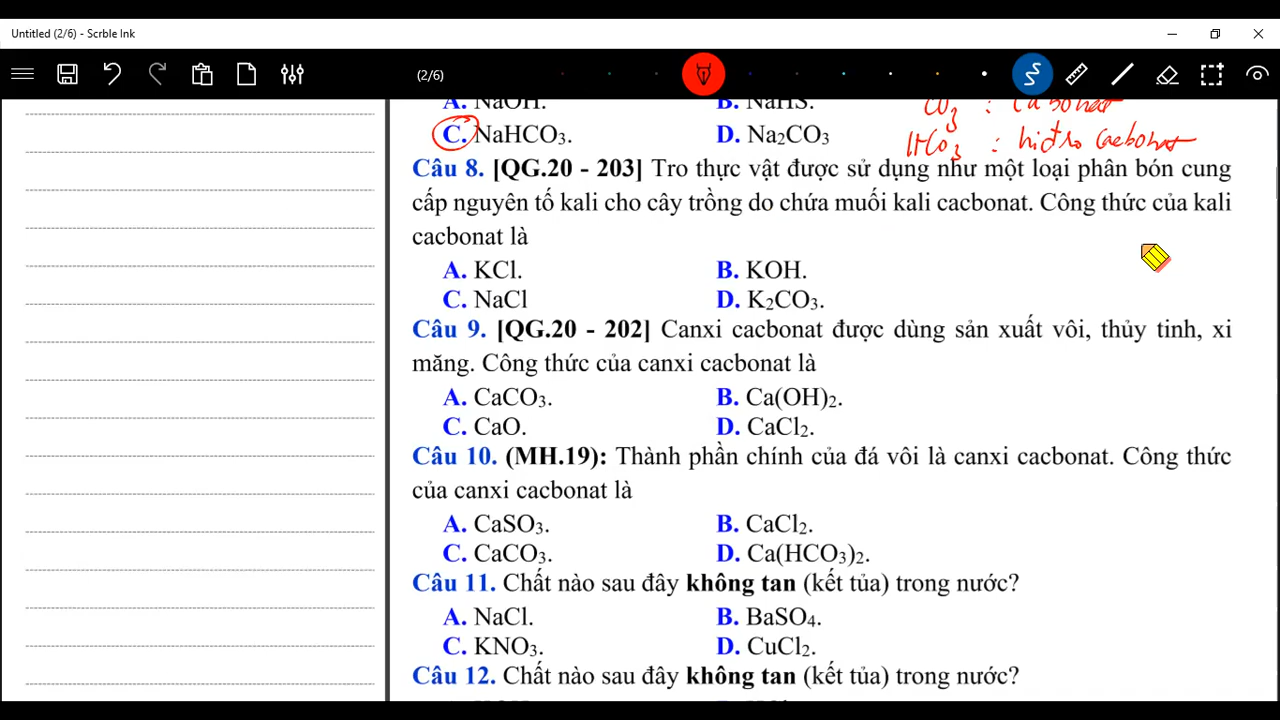 Untitled (2/6) - Scrble Ink
(2/6)
A. NaOH. B. NaHS. CO3 : Cacbonat
C. NaHCO3. D. Na2CO3 HCO3 : hiđro cacbonat
Câu 8. [QG.20 - 203] Tro thực vật được sử dụng như một loại phân bón cung
cấp nguyên tố kali cho cây trồng do chứa muối kali cacbonat. Công thức của kali
cacbonat là
A. KCl. B. KOH.
C. NaCl D. K2CO3.
Câu 9. [QG.20 - 202] Canxi cacbonat được dùng sản xuất vôi, thủy tinh, xi
măng. Công thức của canxi cacbonat là
A. CaCO3. B. Ca(OH)2.
C. CaO. D. CaCl2.
Câu 10. (MH.19): Thành phần chính của đá vôi là canxi cacbonat. Công thức
của canxi cacbonat là
A. CaSO3. B. CaCl2.
C. CaCO3. D. Ca(HCO3)2.
Câu 11. Chất nào sau đây không tan (kết tủa) trong nước?
A. NaCl. B. BaSO4.
C. KNO3. D. CuCl2.
Câu 12. Chất nào sau đây không tan (kết tủa) trong nước?